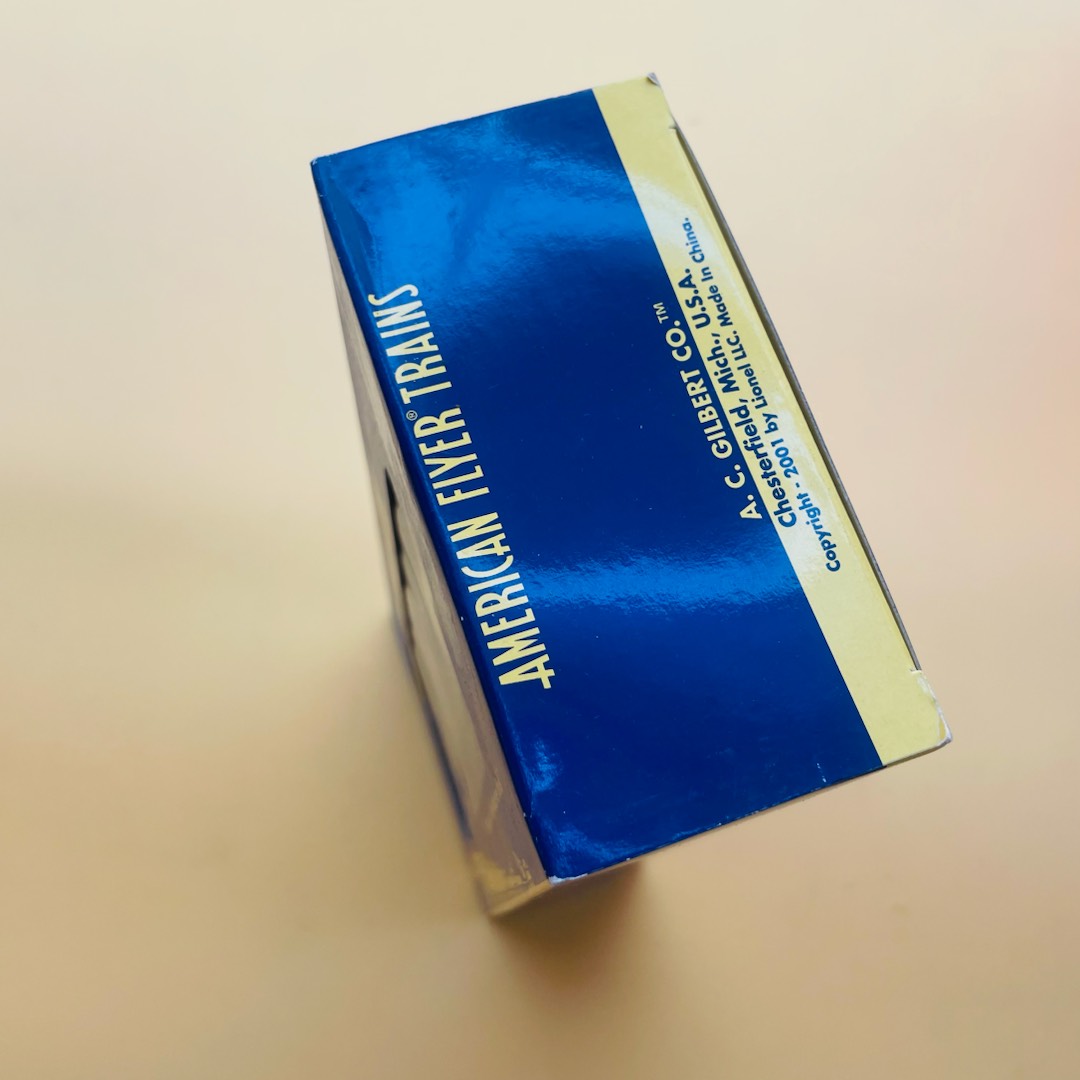 AMERICAN FLYER® TRAINS
A. C. GILBERT CO.™
Chesterfield, Mich., U.S.A.
Copyright - 2001 by Lionel LLC. Made In China.